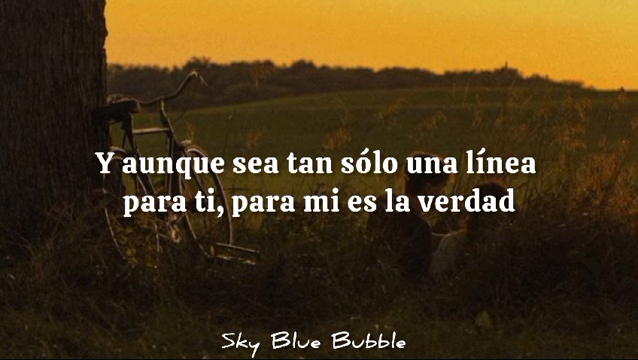 Y aunque sea tan sólo una línea
para ti, para mi es la verdad
Sky Blue Bubble